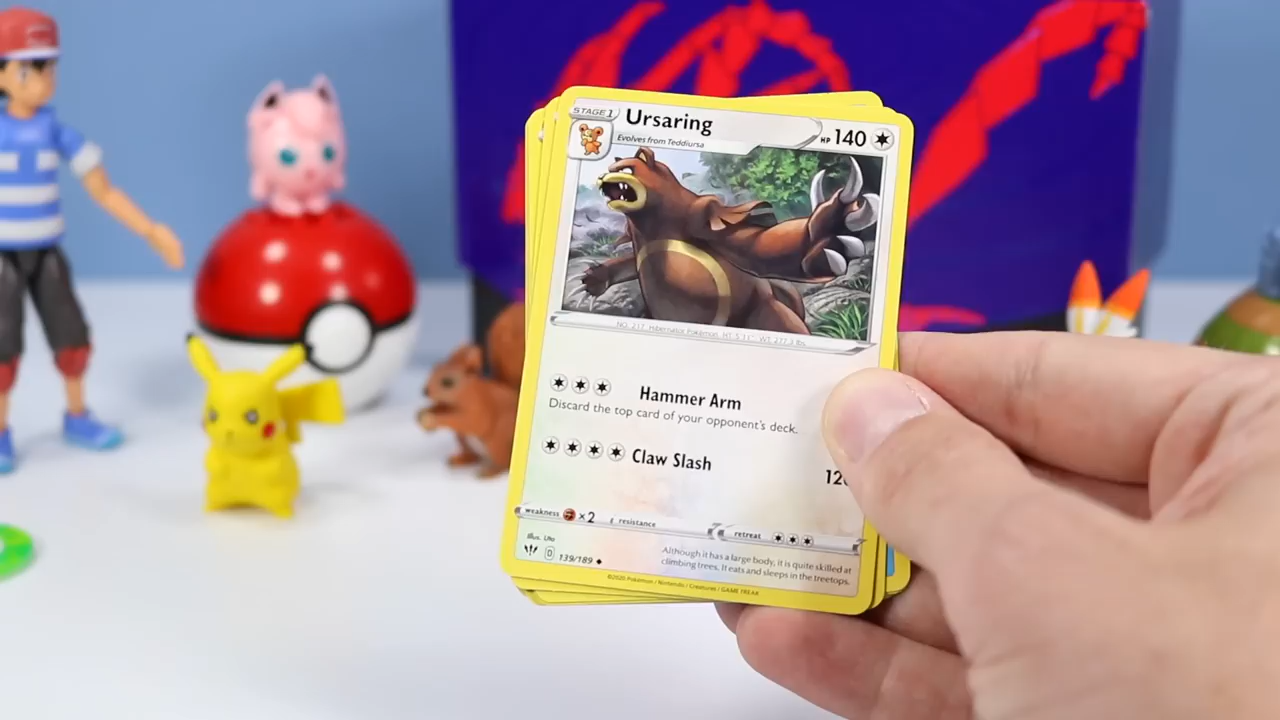 STAGE 1 Ursaring HP 140
Evolves from Teddiursa
NO. 217 Hibernator Pokémon HT: 5'11" WT: 277.3 lbs.
Hammer Arm
Discard the top card of your opponent's deck.
Claw Slash 12
weakness ×2 resistance retreat
Illus. Uta
Although it has a large body, it is quite skilled at
climbing trees. It eats and sleeps in the treetops.
D 139/189
©2020 Pokémon / Nintendo / Creatures / GAME FREAK